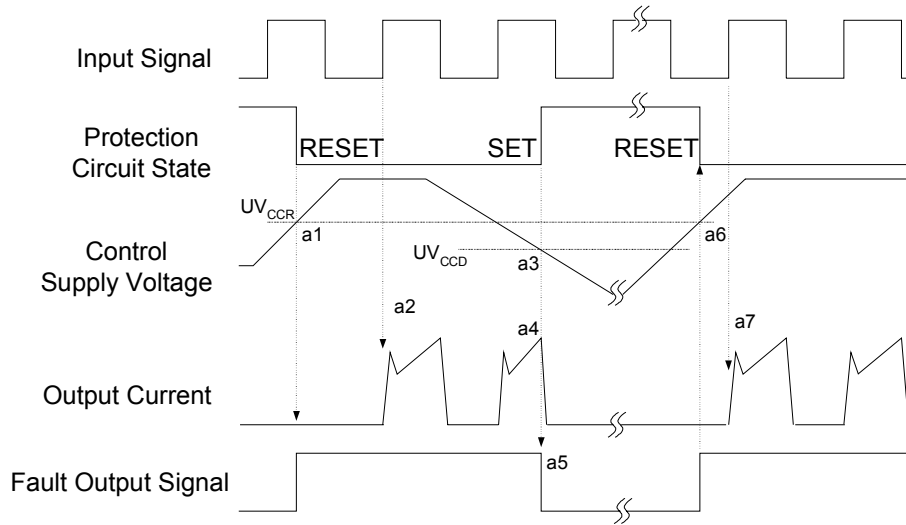 Input Signal
Protection
Circuit State
RESET
SET
RESET
UVCCR
a1
a6
Control
Supply Voltage
UVCCD
a3
a2
a4
a7
Output Current
a5
Fault Output Signal